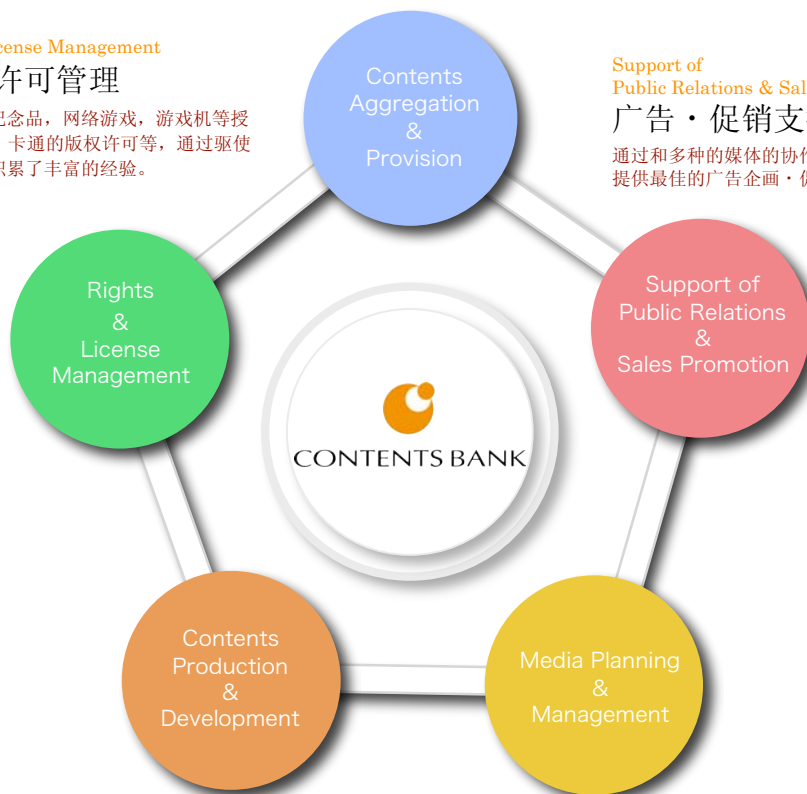 License Management
许可管理
记念品，网络游戏，游戏机等授
卡通的版权许可等，通过驱使
积累了丰富的经验。
Contents
Aggregation
&
Provision
Support of
Public Relations & Sal
广告・促销支
通过和多种的媒体的协作
提供最佳的广告企画・促
Rights
&
License
Management
Support of
Public Relations
&
Sales Promotion
CONTENTS BANK
Contents
Production
&
Development
Media Planning
&
Management